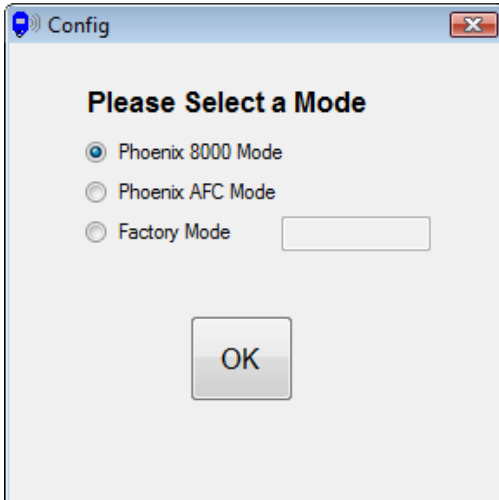 Config
Please Select a Mode
Phoenix 8000 Mode
Phoenix AFC Mode
Factory Mode
OK